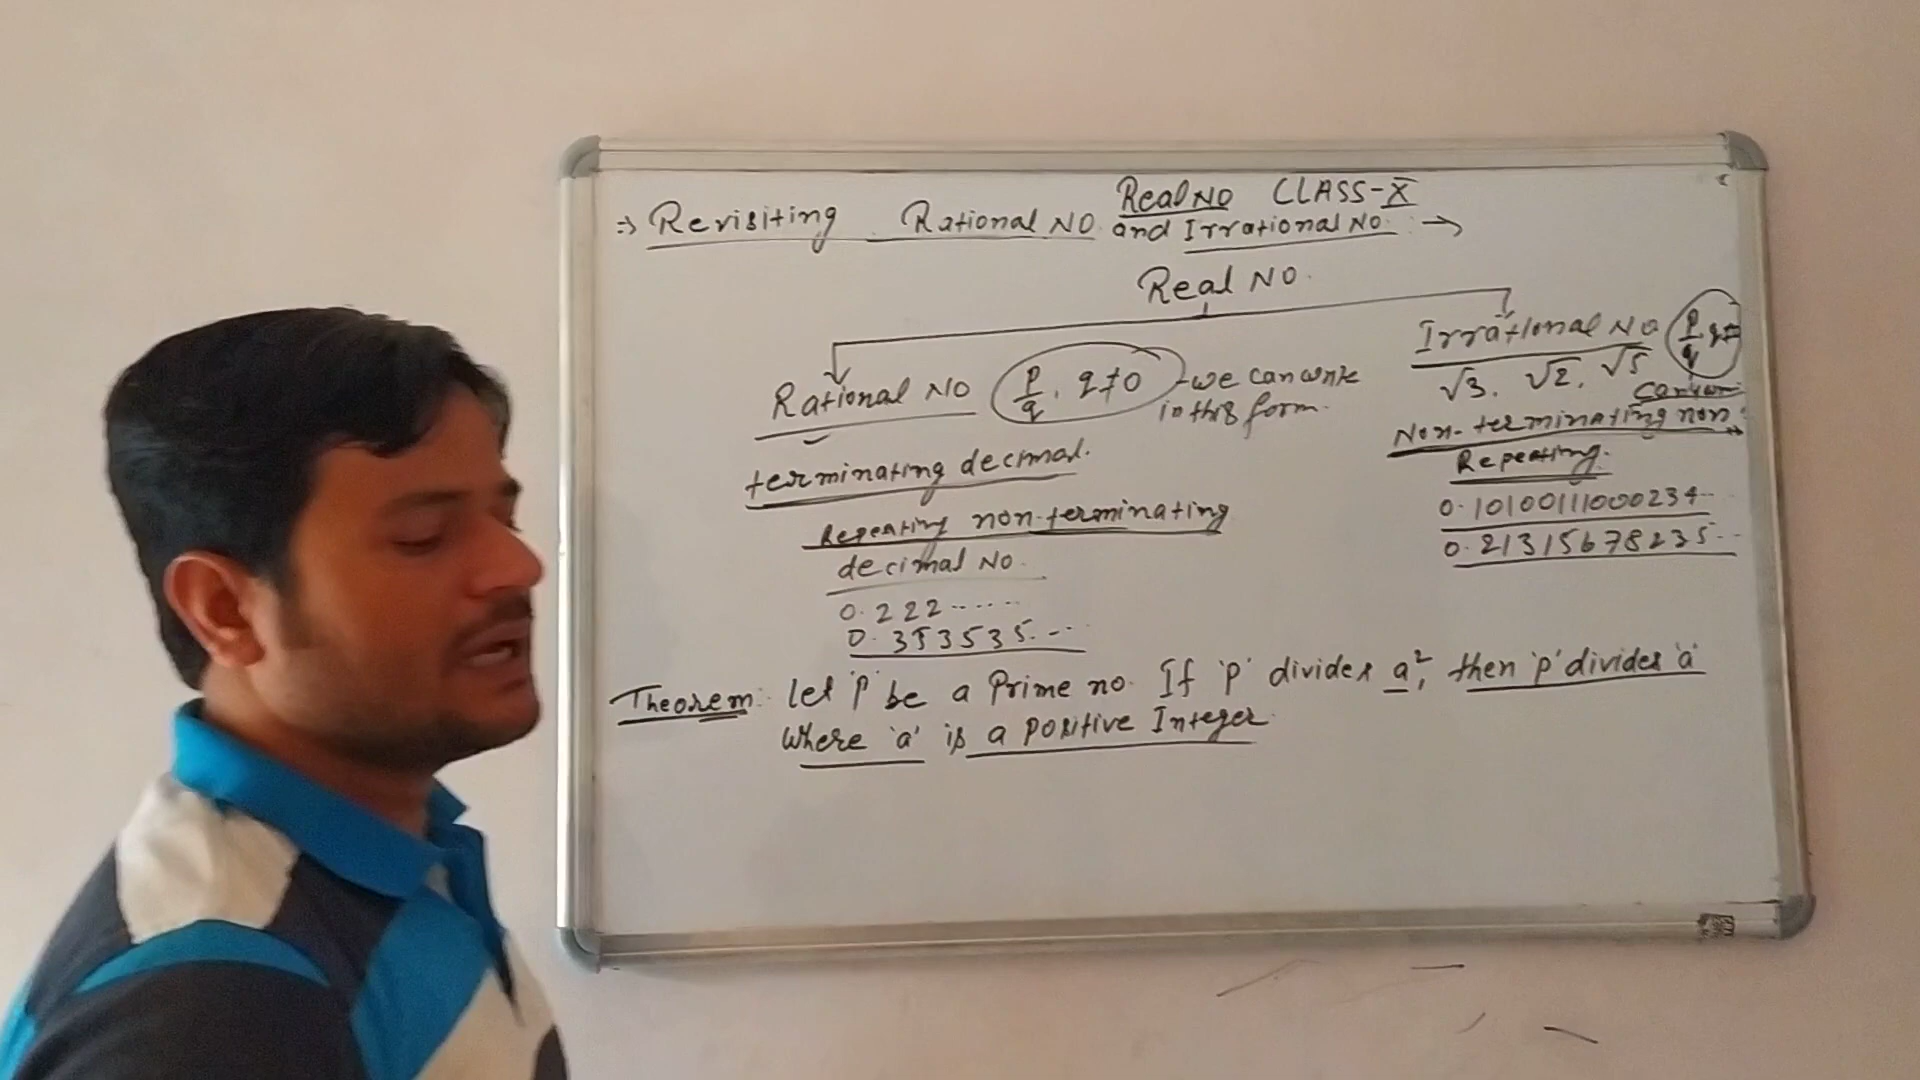 Real NO CLASS-X
⇒ Revisiting Rational NO. and Irrational No. →
Real NO.
Rational NO p/q, q≠0 - we can write
in this form.
terminating decimal.
Repeating non-terminating
decimal No.
0.222......
0.353535...
Irrational No p/q q≠
√3, √2, √5
Non-terminating non-
Repeating.
0.10100111000234..
0.21315678235...
Theorem: Let 'p' be a Prime no. If 'p' divides a², then 'p' divides 'a'
where 'a' is a positive Integer.